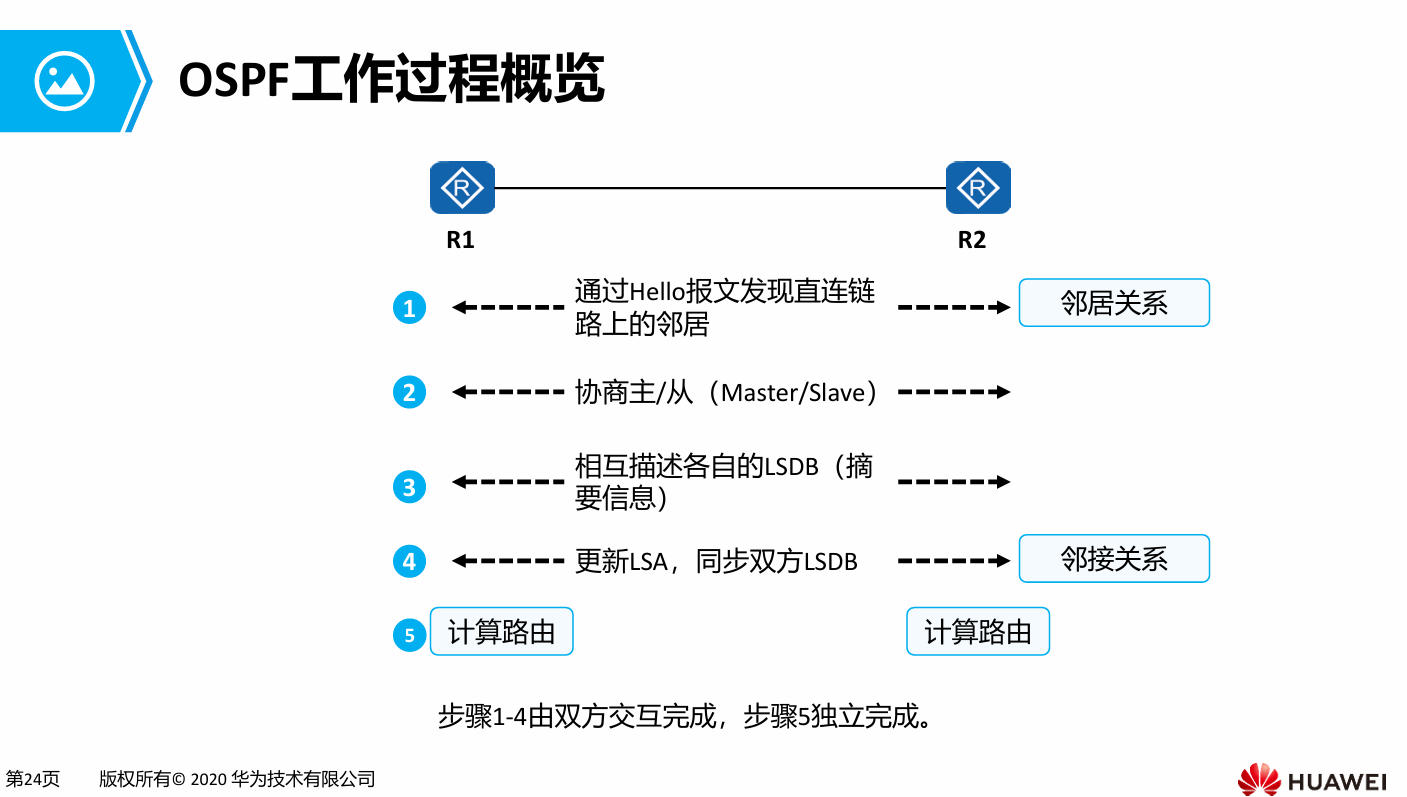 OSPF工作过程概览
R
R
R1
R2
1
通过Hello报文发现直连链
路上的邻居
邻居关系
2
协商主/从（Master/Slave）
3
相互描述各自的LSDB（摘
要信息）
4
更新LSA，同步双方LSDB
邻接关系
5
计算路由
计算路由
步骤1-4由双方交互完成，步骤5独立完成。
第24页
版权所有© 2020 华为技术有限公司
HUAWEI